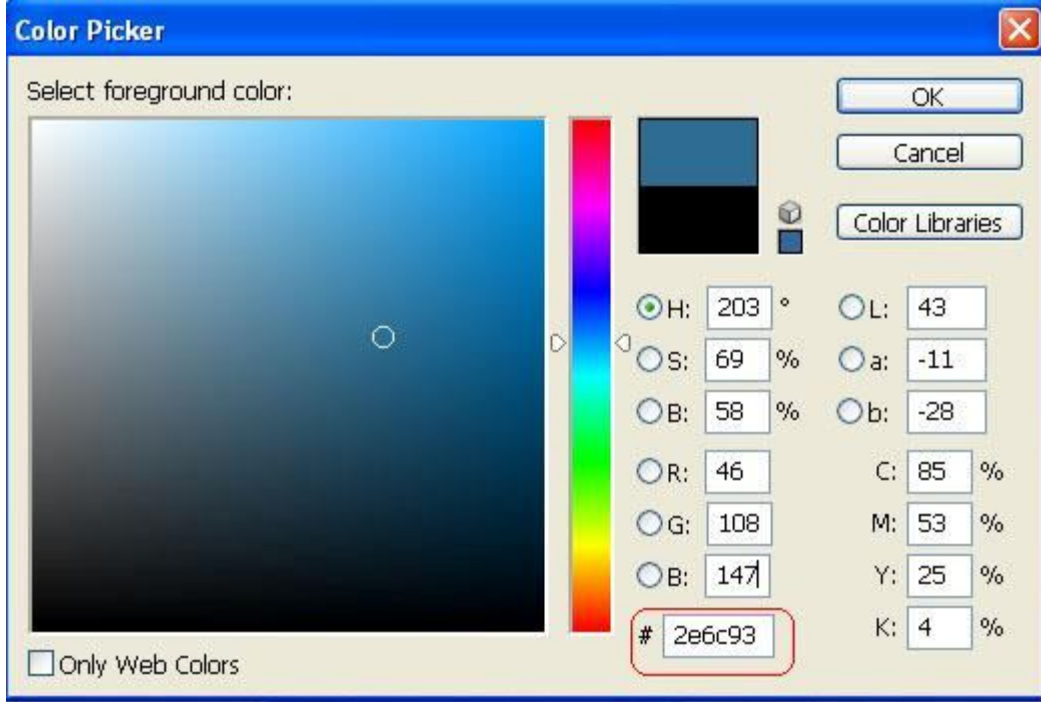 Color Picker
Select foreground color:
OK
Cancel
Color Libraries
H: 203 °
S: 69 %
B: 58 %
R: 46
G: 108
B: 147
# 2e6c93
L: 43
a: -11
b: -28
C: 85 %
M: 53 %
Y: 25 %
K: 4 %
Only Web Colors